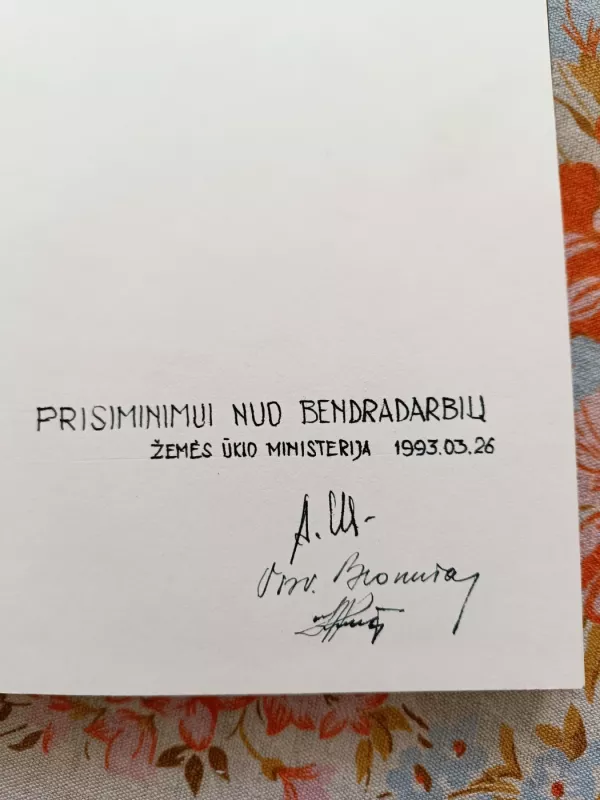 PRISIMINIMUI NUO BENDRADARBIŲ
ŽEMĖS ŪKIO MINISTERIJA 1993.03.26